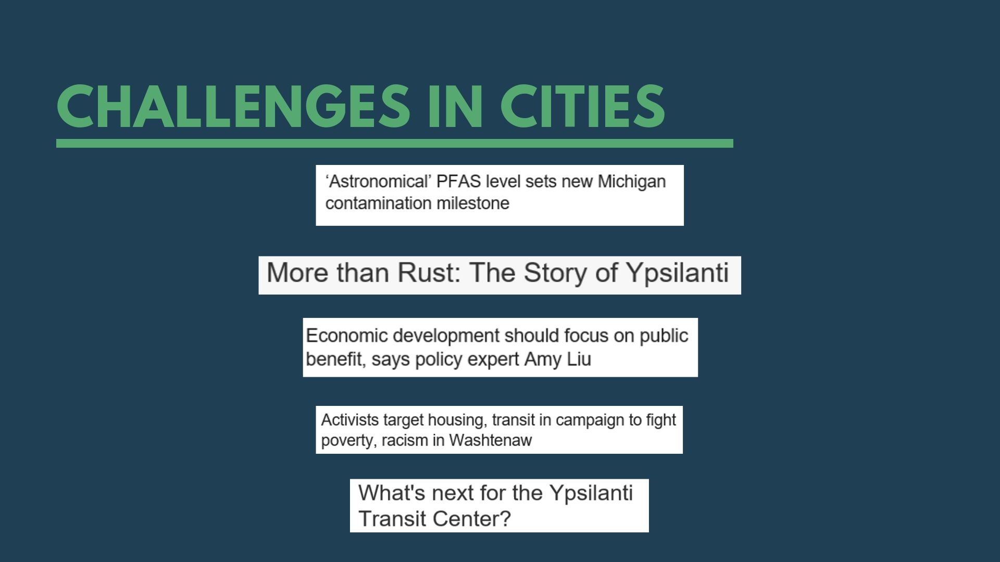 CHALLENGES IN CITIES
‘Astronomical’ PFAS level sets new Michigan
contamination milestone
More than Rust: The Story of Ypsilanti
Economic development should focus on public
benefit, says policy expert Amy Liu
Activists target housing, transit in campaign to fight
poverty, racism in Washtenaw
What's next for the Ypsilanti
Transit Center?